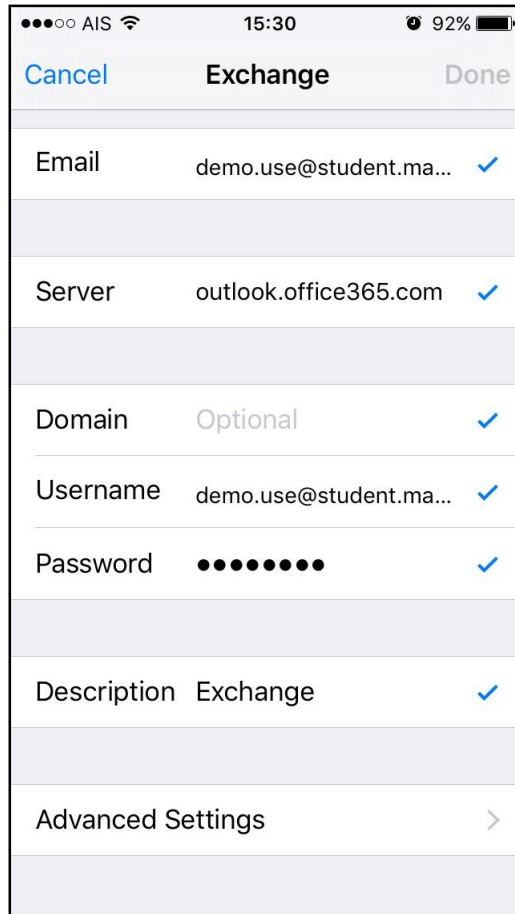 AIS 15:30 92%
Cancel Exchange Done
Email demo.use@student.ma...
Server outlook.office365.com
Domain Optional
Username demo.use@student.ma...
Password ●●●●●●●●
Description Exchange
Advanced Settings